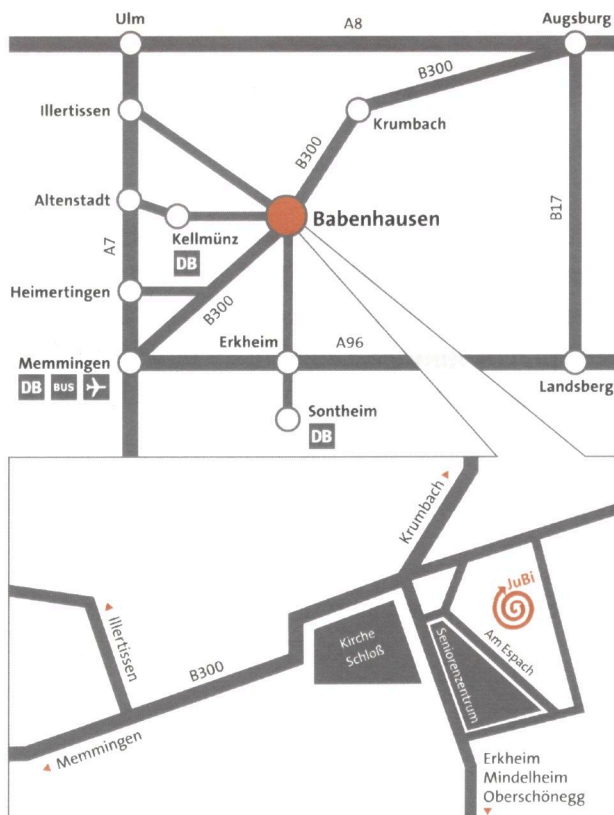 Ulm
A8
Augsburg
B300
Illertissen
Krumbach
B300
Altenstadt
Kellmünz
DB
Babenhausen
B17
A7
Heimertingen
B300
Memmingen
DB BUS
Erkheim
A96
Landsberg
Sontheim
DB
Krumbach
JuBi
Illertissen
Kirche
Schloß
Am Espach
Seniorenzentrum
B300
Memmingen
Erkheim
Mindelheim
Oberschönegg